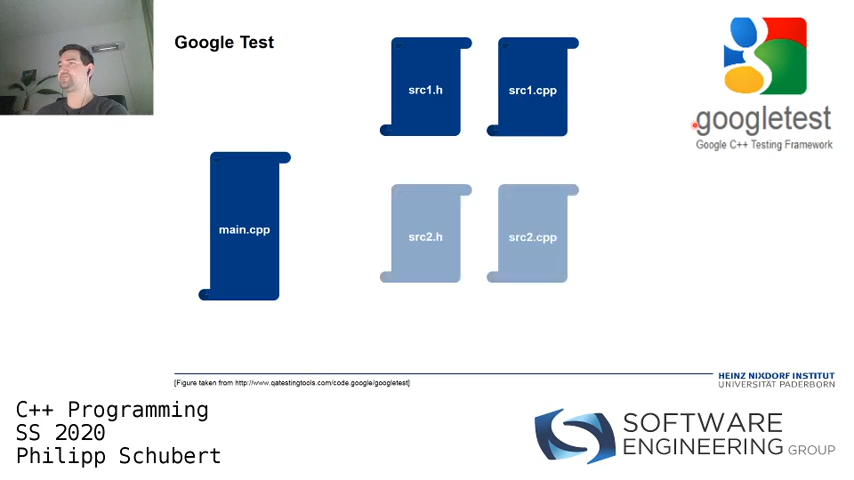 Google Test
src1.h
src1.cpp
googletest
Google C++ Testing Framework
main.cpp
src2.h
src2.cpp
HEINZ NIXDORF INSTITUT
UNIVERSITÄT PADERBORN
[Figure taken from http://www.qatestingtools.com/code.google/googletest]
C++ Programming
SS 2020
Philipp Schubert
SOFTWARE
ENGINEERING GROUP